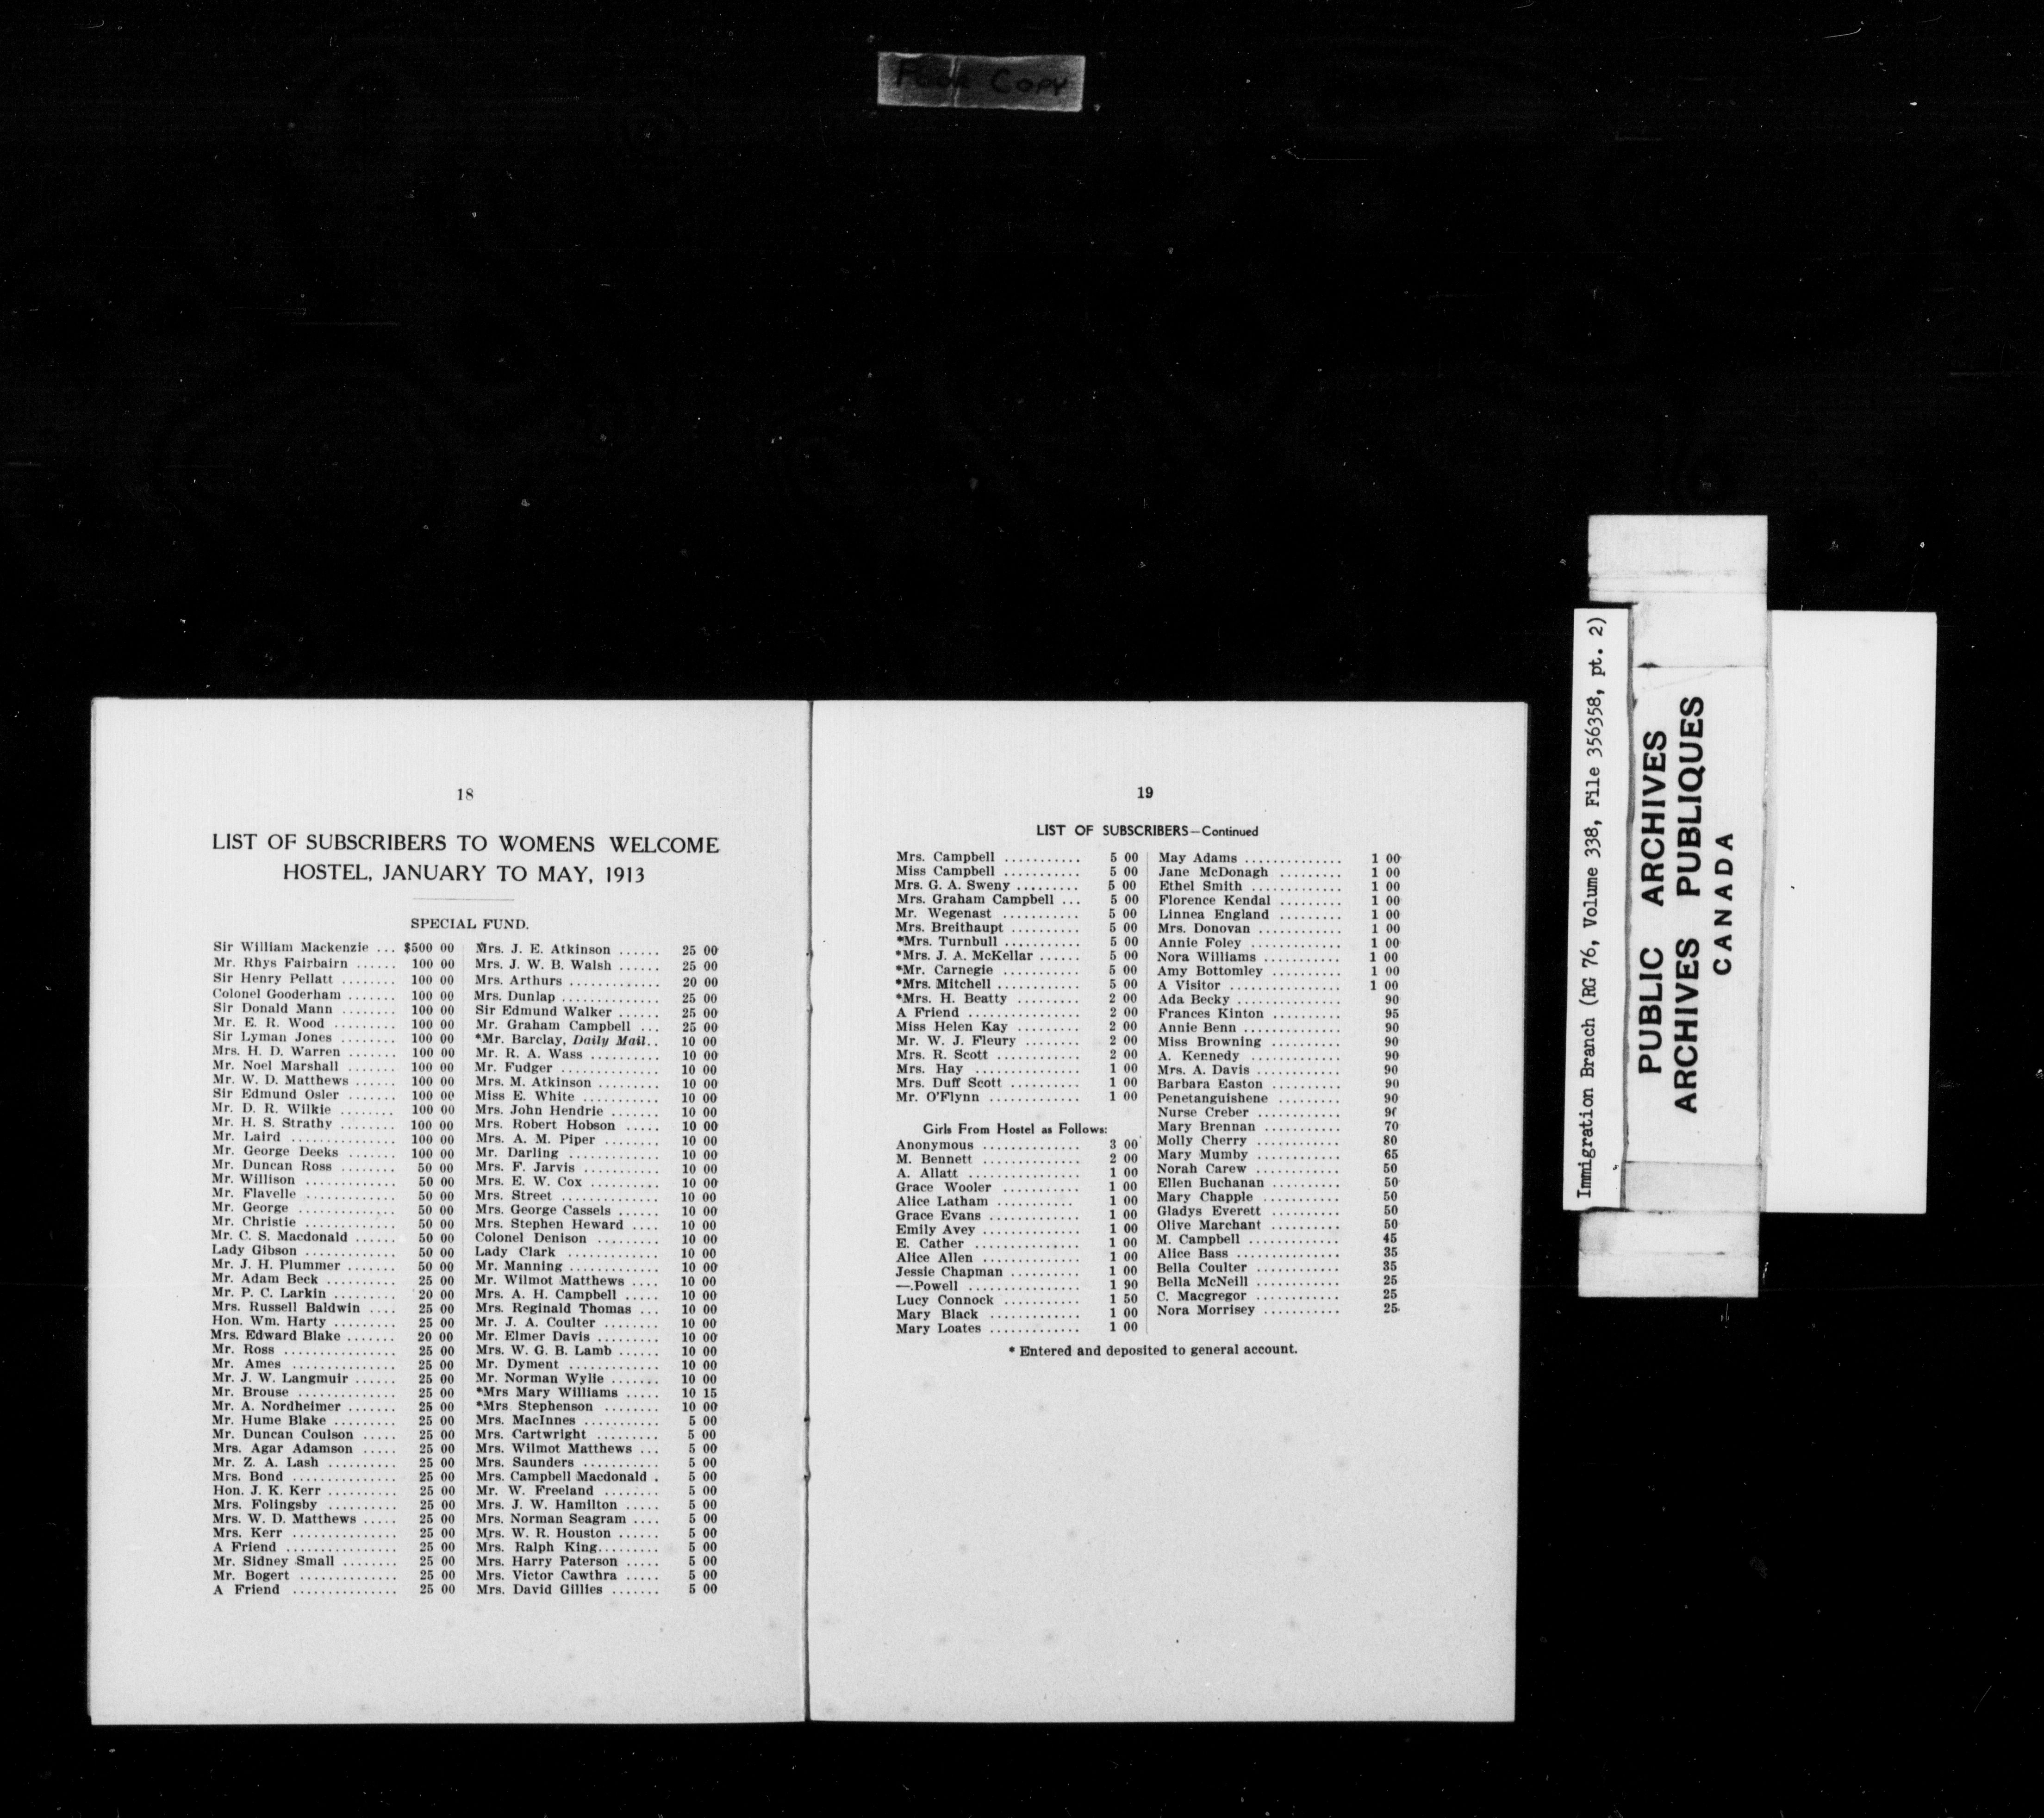 Copy
18
LIST OF SUBSCRIBERS TO WOMENS WELCOME
HOSTEL, JANUARY TO MAY, 1913
SPECIAL FUND.
Sir William Mackenzie ... $500 00
Mr. Rhys Fairbairn ...... 100 00
Sir Henry Pellatt ........ 100 00
Colonel Gooderham ....... 100 00
Sir Donald Mann ........ 100 00
Mr. E. R. Wood ......... 100 00
Sir Lyman Jones ........ 100 00
Mrs. H. D. Warren ....... 100 00
Mr. Noel Marshall ....... 100 00
Mr. W. D. Matthews ...... 100 00
Sir Edmund Osler ....... 100 00
Mr. D. R. Wilkie ........ 100 00
Mr. H. S. Strathy ........ 100 00
Mr. Laird ............... 100 00
Mr. George Deeks ....... 100 00
Mr. Duncan Ross ........ 50 00
Mr. Willison ............. 50 00
Mr. Flavelle ............. 50 00
Mr. George .............. 50 00
Mr. Christie ............. 50 00
Mr. C. S. Macdonald ...... 50 00
Lady Gibson ............. 50 00
Mr. J. H. Plummer ....... 50 00
Mr. Adam Beck .......... 25 00
Mr. P. C. Larkin ......... 20 00
Mrs. Russell Baldwin .... 25 00
Hon. Wm. Harty ......... 25 00
Mrs. Edward Blake ....... 20 00
Mr. Ross ................ 25 00
Mr. Ames ............... 25 00
Mr. J. W. Langmuir ...... 25 00
Mr. Brouse .............. 25 00
Mr. A. Nordheimer ....... 25 00
Mr. Hume Blake ......... 25 00
Mr. Duncan Coulson ..... 25 00
Mrs. Agar Adamson ..... 25 00
Mr. Z. A. Lash .......... 25 00
Mrs. Bond ............... 25 00
Hon. J. K. Kerr .......... 25 00
Mrs. Folingsby .......... 25 00
Mrs. W. D. Matthews ..... 25 00
Mrs. Kerr ............... 25 00
A Friend ................ 25 00
Mr. Sidney Small ........ 25 00
Mr. Bogert .............. 25 00
A Friend ............... 25 00
Mrs. J. E. Atkinson ...... 25 00
Mrs. J. W. B. Walsh ...... 25 00
Mrs. Arthurs ............. 20 00
Mrs. Dunlap .............. 25 00
Sir Edmund Walker ...... 25 00
Mr. Graham Campbell ... 25 00
*Mr. Barclay, Daily Mail.. 10 00
Mr. R. A. Wass .......... 10 00
Mr. Fudger .............. 10 00
Mrs. M. Atkinson ......... 10 00
Miss E. White ........... 10 00
Mrs. John Hendrie ....... 10 00
Mrs. Robert Hobson ..... 10 00
Mrs. A. M. Piper ........ 10 00
Mr. Darling ............. 10 00
Mrs. F. Jarvis ........... 10 00
Mrs. E. W. Cox .......... 10 00
Mrs. Street .............. 10 00
Mrs. George Cassels ...... 10 00
Mrs. Stephen Heward .... 10 00
Colonel Denison ......... 10 00
Lady Clark ............. 10 00
Mr. Manning ............. 10 00
Mr. Wilmot Matthews .... 10 00
Mrs. A. H. Campbell ..... 10 00
Mrs. Reginald Thomas ... 10 00
Mr. J. A. Coulter ........ 10 00
Mr. Elmer Davis ......... 10 00
Mrs. W. G. B. Lamb ...... 10 00
Mr. Dyment ............. 10 00
Mr. Norman Wylie ....... 10 00
*Mrs Mary Williams ..... 10 15
*Mrs Stephenson ........ 10 00
Mrs. MacInnes ........... 5 00
Mrs. Cartwright ......... 5 00
Mrs. Wilmot Matthews ... 5 00
Mrs. Saunders ........... 5 00
Mrs. Campbell Macdonald . 5 00
Mr. W. Freeland ........ 5 00
Mrs. J. W. Hamilton ..... 5 00
Mrs. Norman Seagram .... 5 00
Mrs. W. R. Houston ...... 5 00
Mrs. Ralph King......... 5 00
Mrs. Harry Paterson ..... 5 00
Mrs. Victor Cawthra ..... 5 00
Mrs. David Gillies ....... 5 00
19
LIST OF SUBSCRIBERS—Continued
Mrs. Campbell ........... 5 00
Miss Campbell ........... 5 00
Mrs. G. A. Sweny ......... 5 00
Mrs. Graham Campbell ... 5 00
Mr. Wegenast ........... 5 00
Mrs. Breithaupt .......... 5 00
*Mrs. Turnbull ........... 5 00
*Mrs. J. A. McKellar ...... 5 00
*Mr. Carnegie ........... 5 00
*Mrs. Mitchell ............ 5 00
*Mrs. H. Beatty ......... 2 00
A Friend ................ 2 00
Miss Helen Kay ......... 2 00
Mr. W. J. Fleury ........ 2 00
Mrs. R. Scott ............ 2 00
Mrs. Hay ............... 1 00
Mrs. Duff Scott .......... 1 00
Mr. O'Flynn ............. 1 00
Girls From Hostel as Follows:
Anonymous .............. 3 00
M. Bennett .............. 2 00
A. Allatt ................ 1 00
Grace Wooler ........... 1 00
Alice Latham ........... 1 00
Grace Evans ............. 1 00
Emily Avey .............. 1 00
E. Cather ............... 1 00
Alice Allen .............. 1 00
Jessie Chapman .......... 1 00
—.Powell ................ 1 90
Lucy Connock ........... 1 50
Mary Black ............. 1 00
Mary Loates ............. 1 00
May Adams .............. 1 00
Jane McDonagh ......... 1 00
Ethel Smith ............. 1 00
Florence Kendal ......... 1 00
Linnea England ......... 1 00
Mrs. Donovan ............ 1 00
Annie Foley ............. 1 00
Nora Williams ........... 1 00
Amy Bottomley .......... 1 00
A Visitor ................ 1 00
Ada Becky ............... 90
Frances Kinton .......... 95
Annie Benn .............. 90
Miss Browning .......... 90
A. Kennedy ............. 90
Mrs. A. Davis ............ 90
Barbara Easton .......... 90
Penetanguishene ......... 90
Nurse Creber ............
Mary Brennan ........... 70
Molly Cherry ............ 80
Mary Mumby ............ 65
Norah Carew ............ 50
Ellen Buchanan .......... 50
Mary Chapple ........... 50
Gladys Everett .......... 50
Olive Marchant .......... 50
M. Campbell ............. 45
Alice Bass ............... 35
Bella Coulter ............ 35
Bella McNeill ............ 25
C. Macgregor ............ 25
Nora Morrisey ........... 25
* Entered and deposited to general account.
Immigration Branch (RG 76, Volume 338, File 356358, pt. 2)
PUBLIC ARCHIVES
ARCHIVES PUBLIQUES
CANADA